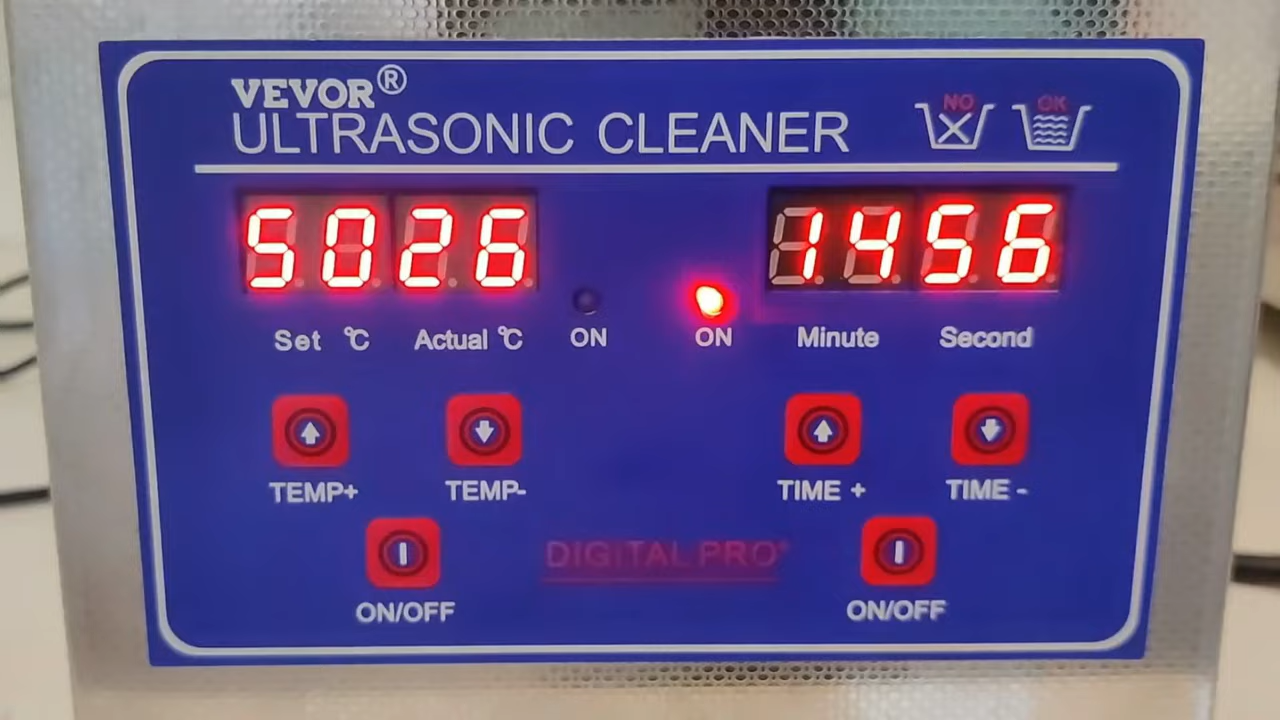 VEVOR®
ULTRASONIC CLEANER
NO OK
5026 1456
Set °C Actual °C ON ON Minute Second
TEMP+ TEMP- TIME + TIME -
DIGITAL PRO+
ON/OFF ON/OFF